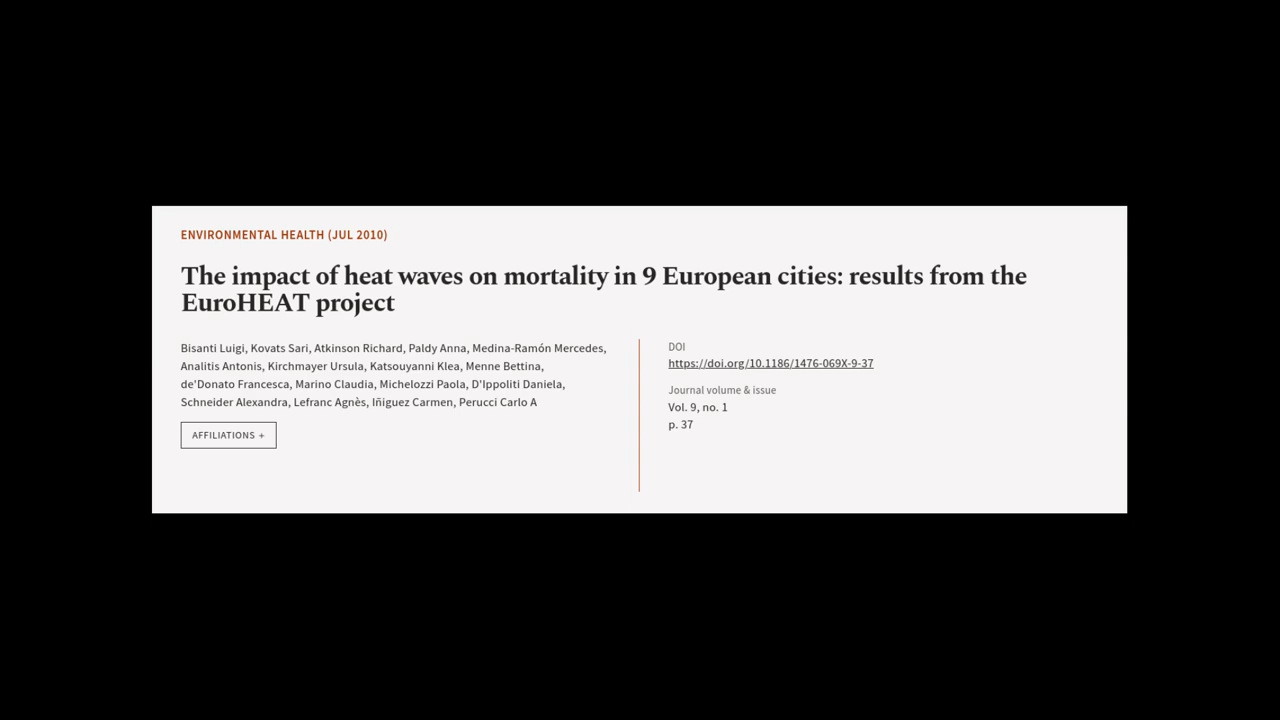 ENVIRONMENTAL HEALTH (JUL 2010)
The impact of heat waves on mortality in 9 European cities: results from the
EuroHEAT project
Bisanti Luigi, Kovats Sari, Atkinson Richard, Paldy Anna, Medina-Ramón Mercedes,
Analitis Antonis, Kirchmayer Ursula, Katsouyanni Klea, Menne Bettina,
de'Donato Francesca, Marino Claudia, Michelozzi Paola, D'Ippoliti Daniela,
Schneider Alexandra, Lefranc Agnès, Iñiguez Carmen, Perucci Carlo A
AFFILIATIONS +
DOI
https://doi.org/10.1186/1476-069X-9-37
Journal volume & issue
Vol. 9, no. 1
p. 37